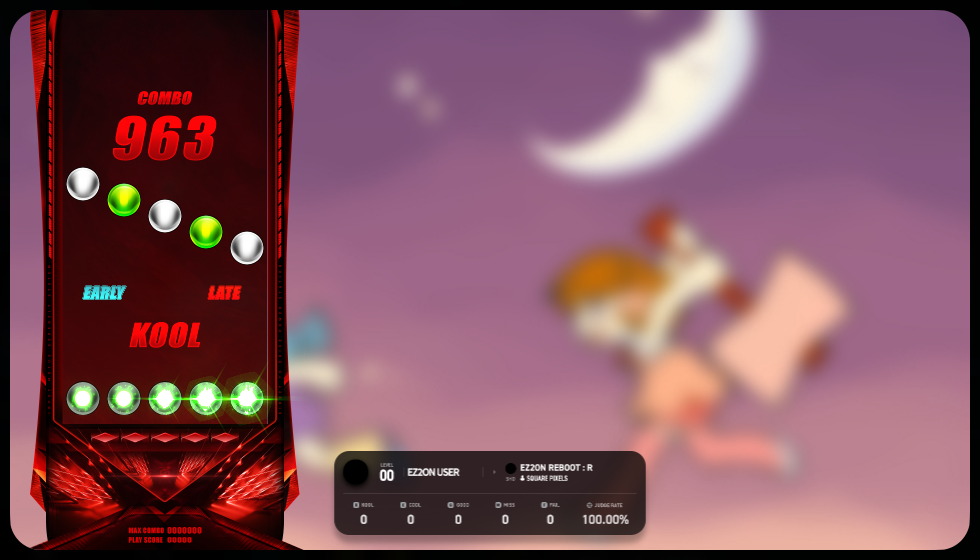 COMBO
963
EARLY LATE
KOOL
MAX COMBO 0000000
PLAY SCORE 00000
LEVEL
00 EZ2ON USER
EZ2ON REBOOT : R
SQUARE PIXELS
KOOL COOL GOOD MISS FAIL JUDGE RATE
0 0 0 0 0 100.00%